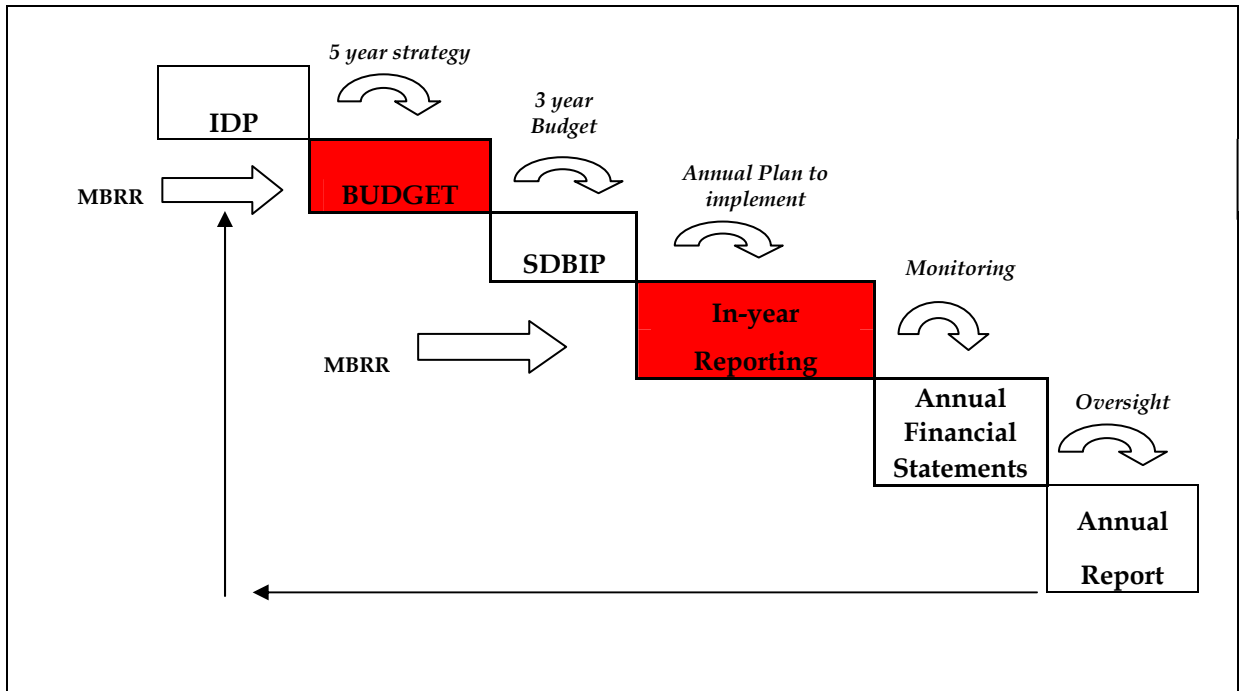 5 year strategy
IDP
3 year
Budget
MBRR
BUDGET
Annual Plan to
implement
SDBIP
Monitoring
In-year
Reporting
MBRR
Annual
Financial
Statements
Oversight
Annual
Report